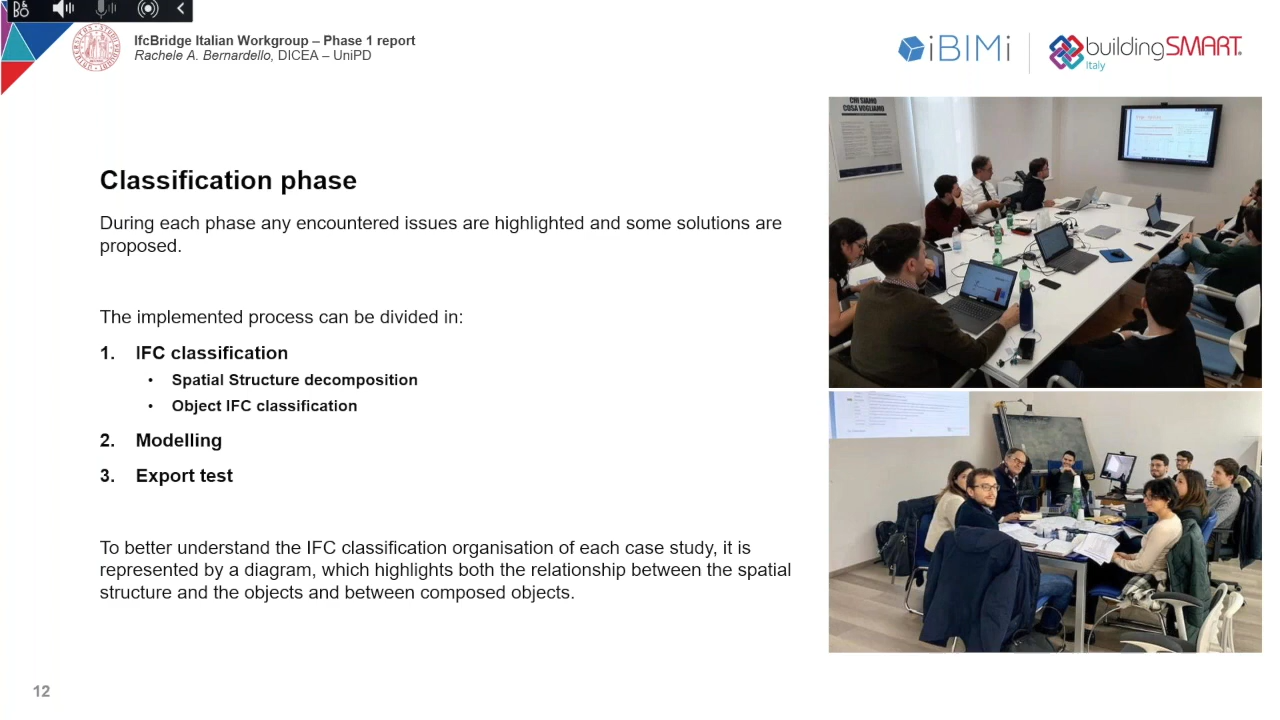 IfcBridge Italian Workgroup – Phase 1 report
Rachele A. Bernardello, DICEA – UniPD
iBIMi
buildingSMART
Italy
CHI SIAMO
COSA VOGLIAMO
Classification phase
During each phase any encountered issues are highlighted and some solutions are
proposed.
The implemented process can be divided in:
1. IFC classification
• Spatial Structure decomposition
• Object IFC classification
2. Modelling
3. Export test
To better understand the IFC classification organisation of each case study, it is
represented by a diagram, which highlights both the relationship between the spatial
structure and the objects and between composed objects.
12